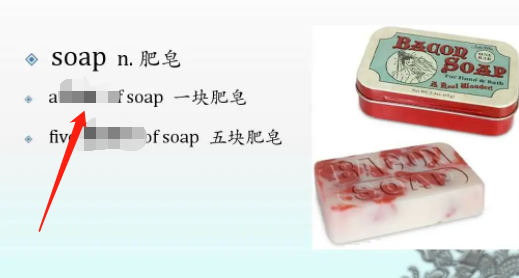 soap n. 肥皂
a f soap 一块肥皂
five of soap 五块肥皂
BACON
SOAP
For Hand & Bath
BACON
SOAP